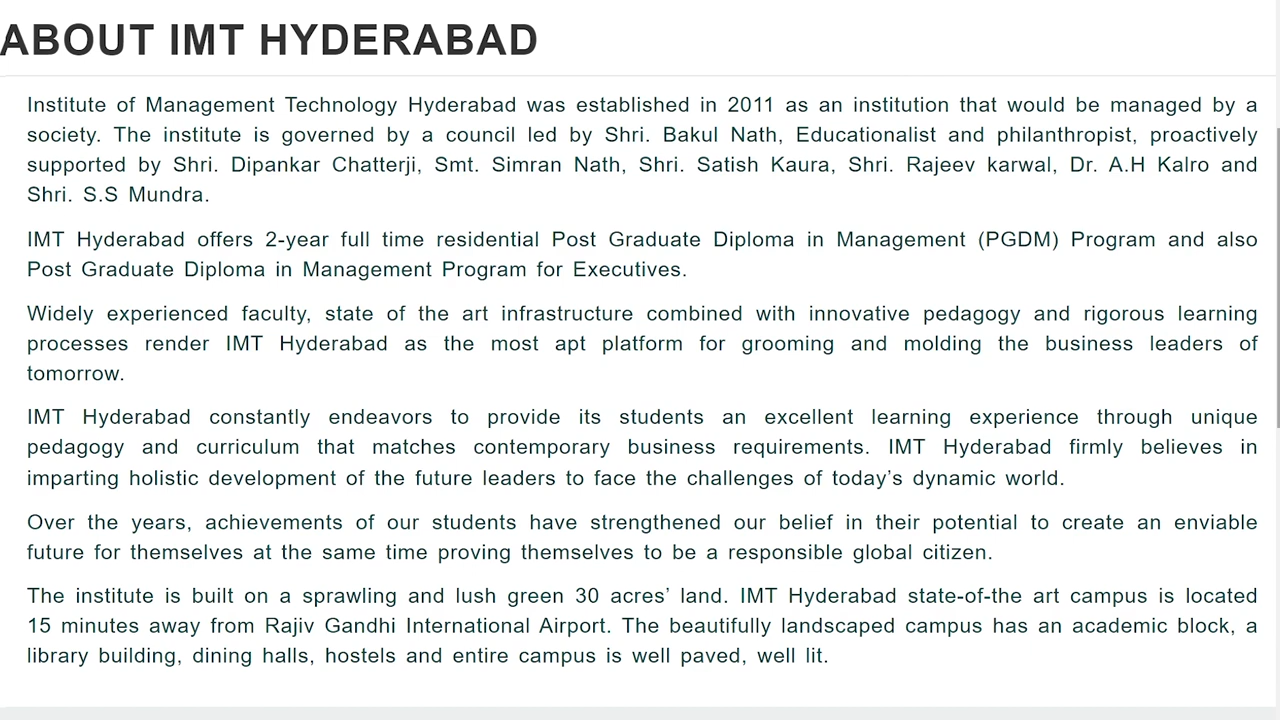 ABOUT IMT HYDERABAD
Institute of Management Technology Hyderabad was established in 2011 as an institution that would be managed by a
society. The institute is governed by a council led by Shri. Bakul Nath, Educationalist and philanthropist, proactively
supported by Shri. Dipankar Chatterji, Smt. Simran Nath, Shri. Satish Kaura, Shri. Rajeev karwal, Dr. A.H Kalro and
Shri. S.S Mundra.
IMT Hyderabad offers 2-year full time residential Post Graduate Diploma in Management (PGDM) Program and also
Post Graduate Diploma in Management Program for Executives.
Widely experienced faculty, state of the art infrastructure combined with innovative pedagogy and rigorous learning
processes render IMT Hyderabad as the most apt platform for grooming and molding the business leaders of
tomorrow.
IMT Hyderabad constantly endeavors to provide its students an excellent learning experience through unique
pedagogy and curriculum that matches contemporary business requirements. IMT Hyderabad firmly believes in
imparting holistic development of the future leaders to face the challenges of today’s dynamic world.
Over the years, achievements of our students have strengthened our belief in their potential to create an enviable
future for themselves at the same time proving themselves to be a responsible global citizen.
The institute is built on a sprawling and lush green 30 acres’ land. IMT Hyderabad state-of-the art campus is located
15 minutes away from Rajiv Gandhi International Airport. The beautifully landscaped campus has an academic block, a
library building, dining halls, hostels and entire campus is well paved, well lit.